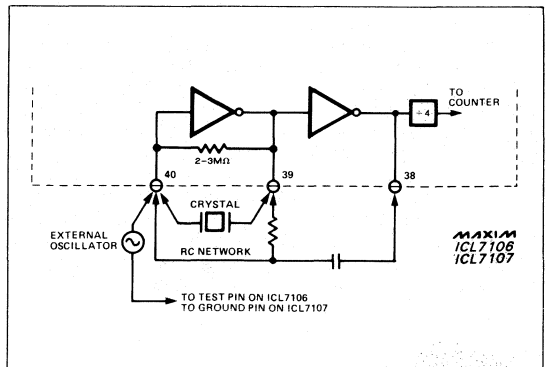 TO
COUNTER
÷4
2-3MΩ
40
39
38
CRYSTAL
EXTERNAL
OSCILLATOR
RC NETWORK
MAXIM
ICL7106
ICL7107
TO TEST PIN ON ICL7106
TO GROUND PIN ON ICL7107